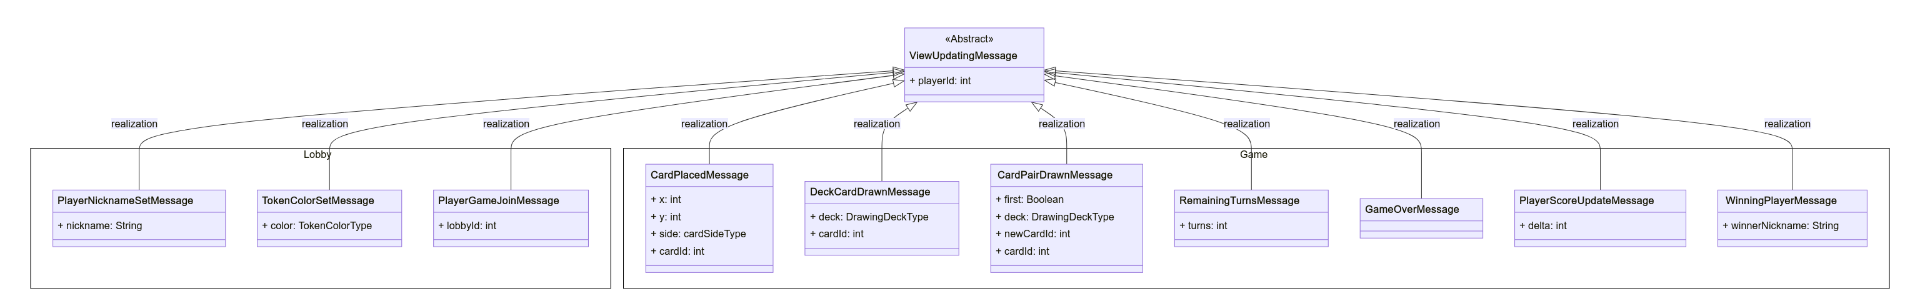 «Abstract»
ViewUpdatingMessage
+ playerId: int
realization
realization
realization
realization
realization
realization
realization
realization
realization
realization
Lobby
PlayerNicknameSetMessage
+ nickname: String
TokenColorSetMessage
+ color: TokenColorType
PlayerGameJoinMessage
+ lobbyId: int
Game
CardPlacedMessage
+ x: int
+ y: int
+ side: cardSideType
+ cardId: int
DeckCardDrawnMessage
+ deck: DrawingDeckType
+ cardId: int
CardPairDrawnMessage
+ first: Boolean
+ deck: DrawingDeckType
+ newCardId: int
+ cardId: int
RemainingTurnsMessage
+ turns: int
GameOverMessage
PlayerScoreUpdateMessage
+ delta: int
WinningPlayerMessage
+ winnerNickname: String